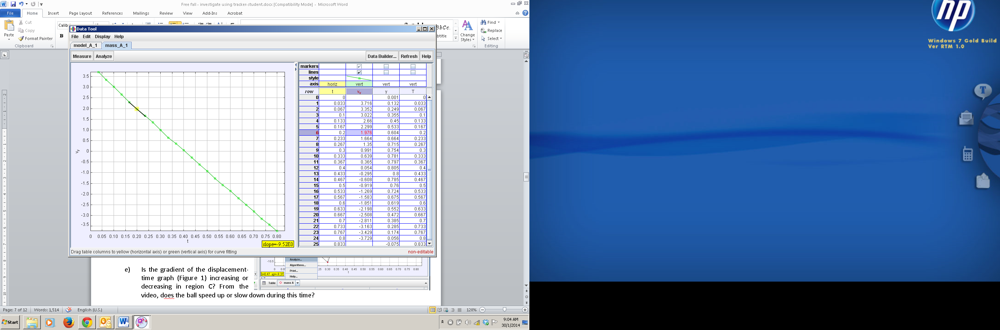 Free fall - investigate using tracker-student.docx [Compatibility Mode] - Microsoft Word
File Home Insert Page Layout References Mailings Review View Add-Ins Acrobat
Cut
Copy
Format Painter
Paste
Clipboard
Calib
B
BbCc.
btitle
Change
Styles
Find
Replace
Select
Editing
Data Tool
File Edit Display Help
model_A_1 mass_A_1
Measure Analyze Data Builder... Refresh Help
3.5
3.0
2.5
2.0
1.5
1.0
0.5
0
-0.5
-1.0
-1.5
-2.0
-2.5
-3.0
-3.5
vy
0 0.05 0.10 0.15 0.20 0.25 0.30 0.35 0.40 0.45 0.50 0.55 0.60 0.65 0.70 0.75 0.80
t
slope=-9.52E0
markers
lines
style
axis horiz vert vert vert
row t vy y T
0 0 0.001 0
1 0.033 3.716 0.132 0.033
2 0.067 3.352 0.249 0.067
3 0.1 3.022 0.355 0.1
4 0.133 2.66 0.45 0.133
5 0.167 2.299 0.533 0.167
6 0.2 1.976 0.604 0.2
7 0.233 1.664 0.664 0.233
8 0.267 1.35 0.715 0.267
9 0.3 0.991 0.754 0.3
10 0.333 0.639 0.781 0.333
11 0.367 0.365 0.797 0.367
12 0.4 0.054 0.805 0.4
13 0.433 -0.295 0.8 0.433
14 0.467 -0.608 0.785 0.467
15 0.5 -0.919 0.76 0.5
16 0.533 -1.269 0.724 0.533
17 0.567 -1.583 0.675 0.567
18 0.6 -1.851 0.619 0.6
19 0.633 -2.198 0.552 0.633
20 0.667 -2.508 0.472 0.667
21 0.7 -2.811 0.385 0.7
22 0.733 -3.163 0.285 0.733
23 0.767 -3.429 0.174 0.767
24 0.8 -3.729 0.056 0.8
25 0.833 -0.075 0.833
Drag table columns to yellow (horizontal axis) or green (vertical axis) for curve fitting non-editable
e) Is the gradient of the displacement-
time graph (Figure 1) increasing or
decreasing in region C? From the
video, does the ball speed up or slow down during this time?
Analyze...
Algorithms...
Print...
Help...
-10.5
0 0.0 25 0.30 0.35 0.40 0.45 0.50 0.55 0.60 0.65 0.70 0.75 0.80
t
t=0.47 ay=-9.37
Table mass A
Page: 7 of 12 Words: 1,514 English (U.S.) 120%
Start
9:04 AM
30/1/2014
hp
Windows 7 Gold Build
Ver RTM 1.0